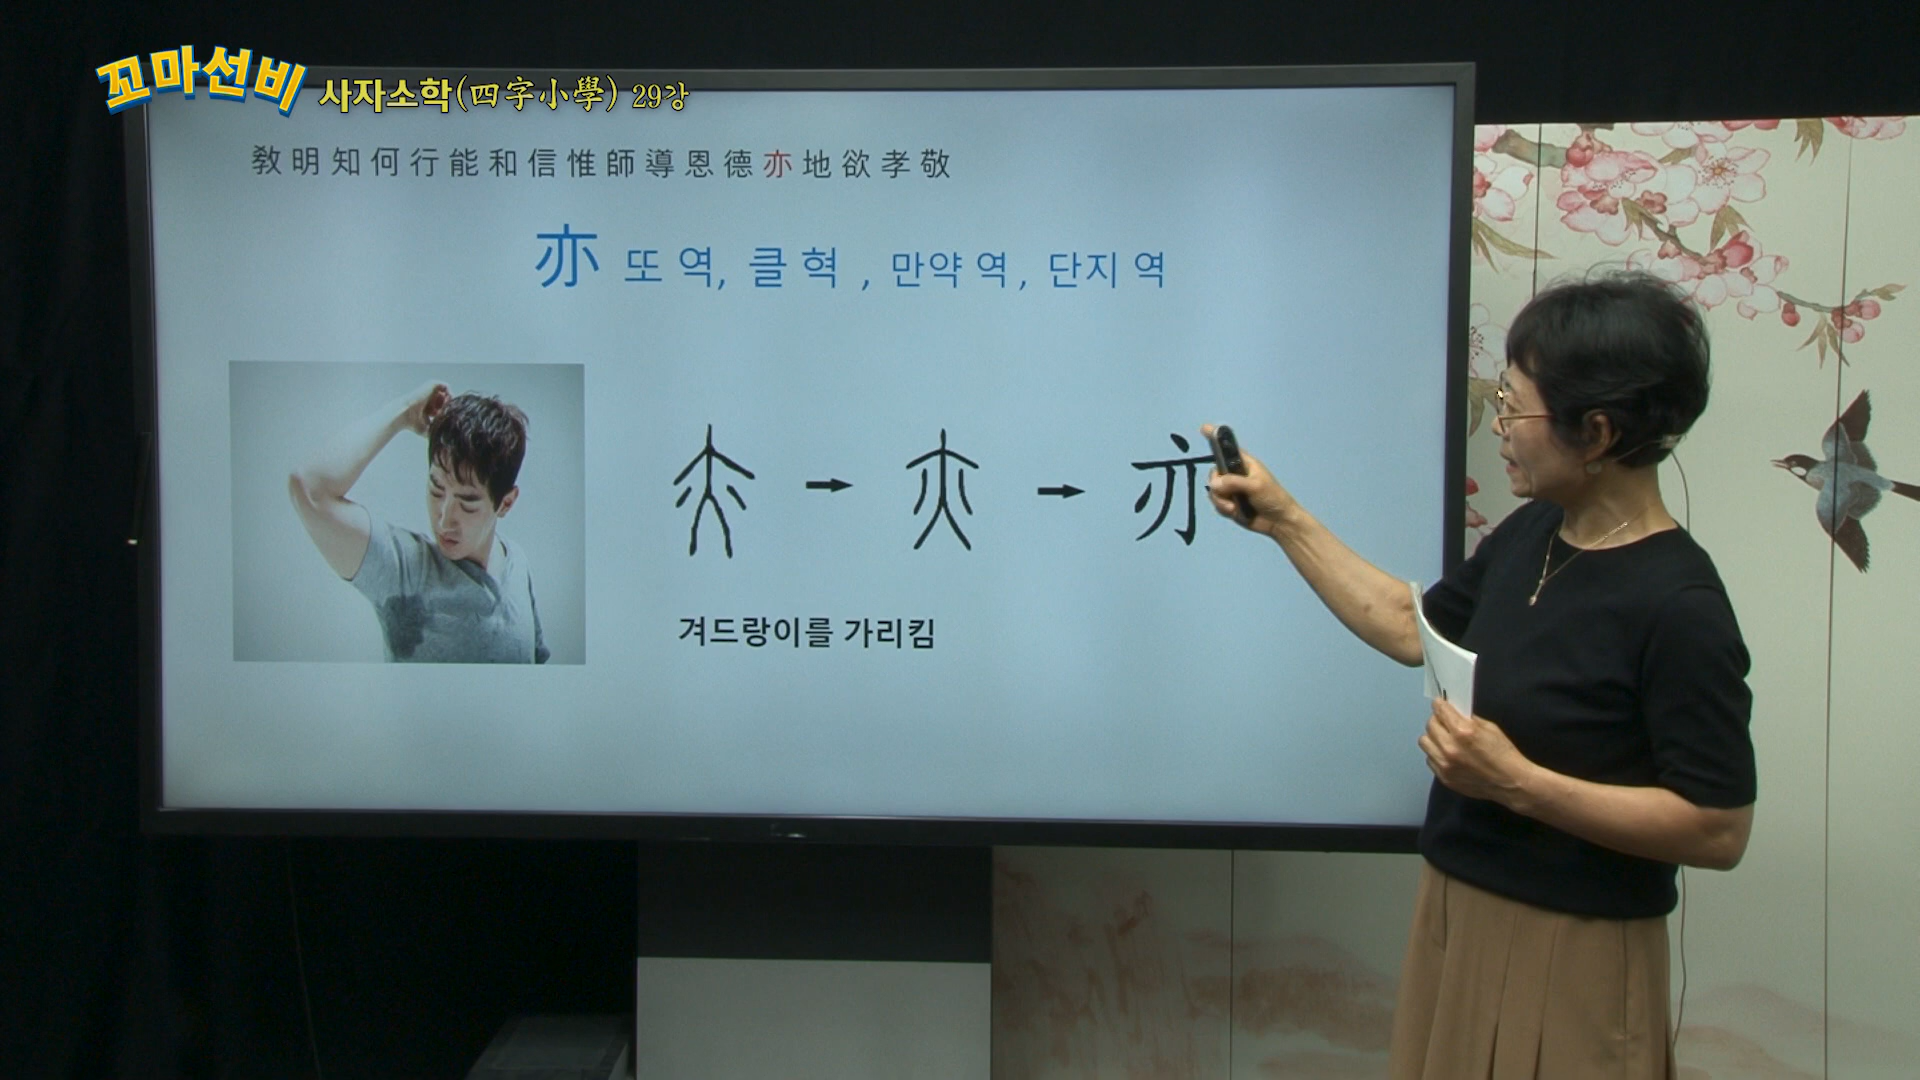 꼬마선비 사자소학(四字小學) 29강
敎明知何行能和信惟師導恩德亦地欲孝敬
亦 또 역, 클 혁 , 만약 역 , 단지 역
亦
겨드랑이를 가리킴